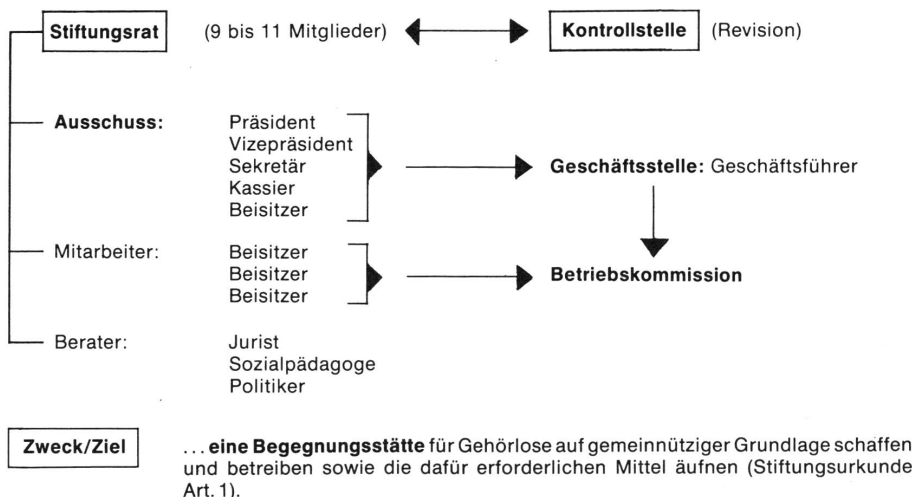 Stiftungsrat (9 bis 11 Mitglieder) Kontrollstelle (Revision)
Ausschuss: Präsident
Vizepräsident
Sekretär
Kassier
Beisitzer
Geschäftsstelle: Geschäftsführer
Mitarbeiter: Beisitzer
Beisitzer
Beisitzer
Betriebskommission
Berater: Jurist
Sozialpädagoge
Politiker
Zweck/Ziel ... eine Begegnungsstätte für Gehörlose auf gemeinnütziger Grundlage schaffen
und betreiben sowie die dafür erforderlichen Mittel äufnen (Stiftungsurkunde
Art. 1).